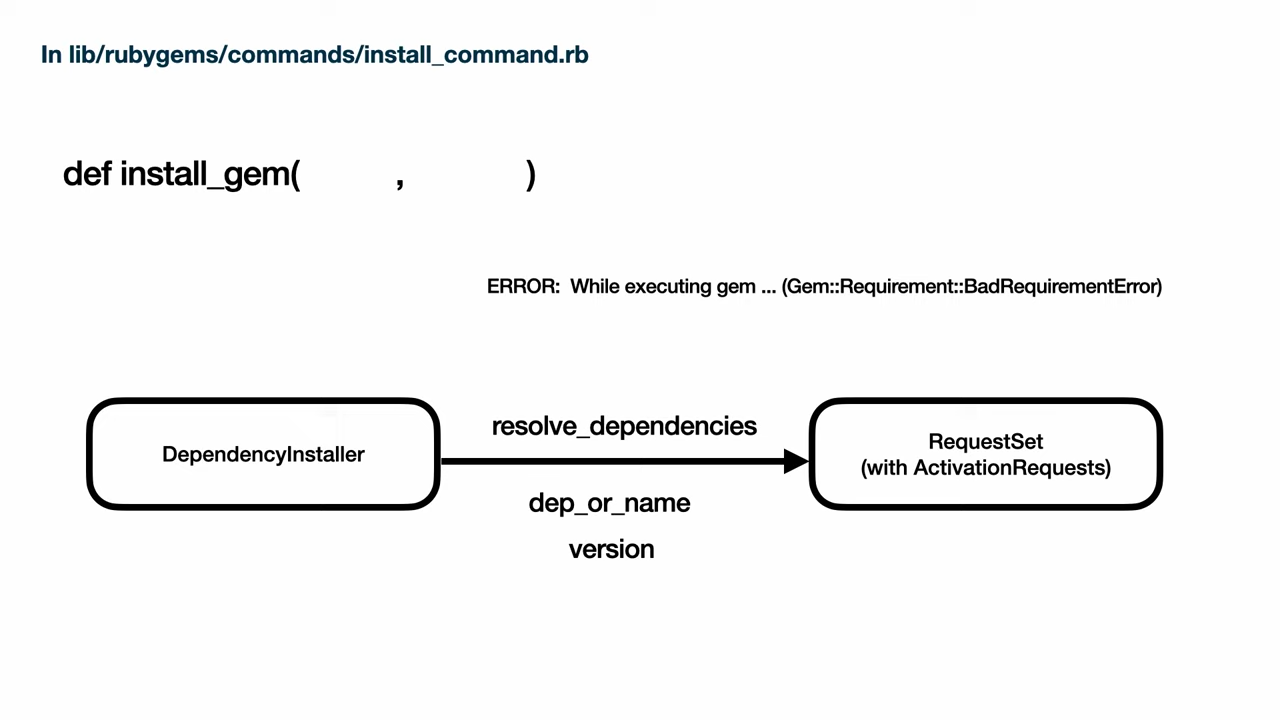 In lib/rubygems/commands/install_command.rb
def install_gem( , )
ERROR: While executing gem ... (Gem::Requirement::BadRequirementError)
DependencyInstaller
resolve_dependencies
dep_or_name
version
RequestSet
(with ActivationRequests)